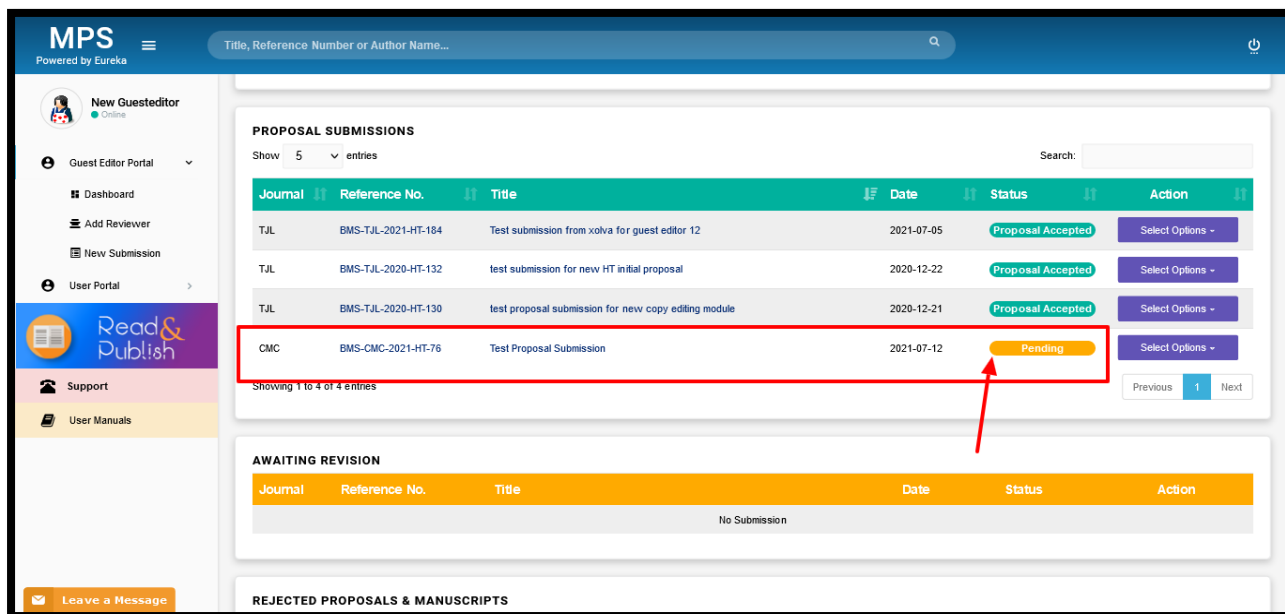 MPS
Powered by Eureka
Title, Reference Number or Author Name...
New Guesteditor
Online
Guest Editor Portal
Dashboard
Add Reviewer
New Submission
User Portal
Read&
Publish
Support
User Manuals
Leave a Message
PROPOSAL SUBMISSIONS
Show 5 entries
Search:
Journal Reference No. Title Date Status Action
TJL BMS-TJL-2021-HT-184 Test submission from xolva for guest editor 12 2021-07-05 Proposal Accepted Select Options
TJL BMS-TJL-2020-HT-132 test submission for new HT initial proposal 2020-12-22 Proposal Accepted Select Options
TJL BMS-TJL-2020-HT-130 test proposal submission for new copy editing module 2020-12-21 Proposal Accepted Select Options
CMC BMS-CMC-2021-HT-76 Test Proposal Submission 2021-07-12 Pending Select Options
Showing 1 to 4 of 4 entries
Previous 1 Next
AWAITING REVISION
Journal Reference No. Title Date Status Action
No Submission
REJECTED PROPOSALS & MANUSCRIPTS